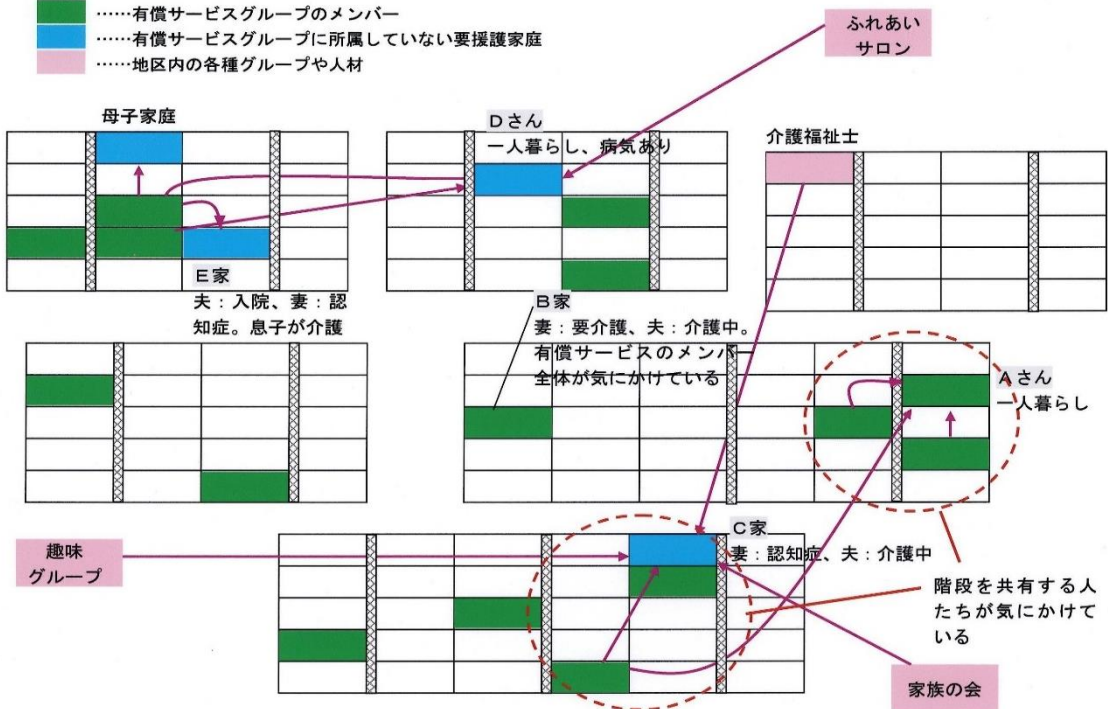 ……有償サービスグループのメンバー
……有償サービスグループに所属していない要援護家庭
……地区内の各種グループや人材
ふれあい
サロン
母子家庭
Dさん
一人暮らし、病気あり
介護福祉士
E家
夫：入院、妻：認
知症。息子が介護
B家
妻：要介護、夫：介護中。
有償サービスのメンバー
全体が気にかけている
Aさん
一人暮らし
趣味
グループ
C家
妻：認知症、夫：介護中
階段を共有する人
たちが気にかけて
いる
家族の会